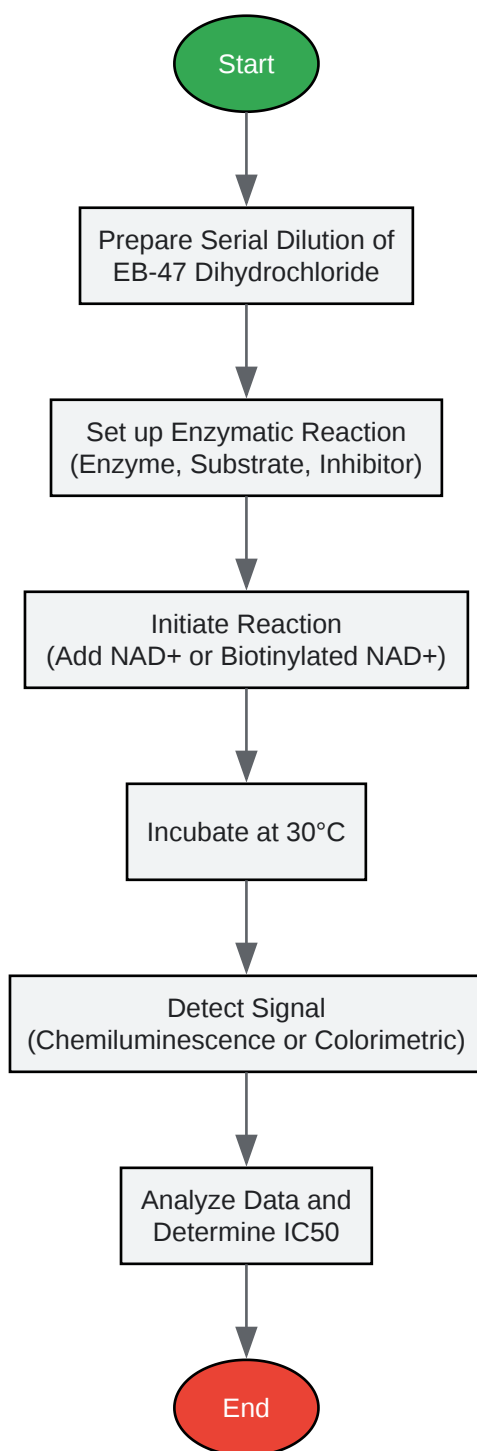 Start
Prepare Serial Dilution of
EB-47 Dihydrochloride
Set up Enzymatic Reaction
(Enzyme, Substrate, Inhibitor)
Initiate Reaction
(Add NAD+ or Biotinylated NAD+)
Incubate at 30°C
Detect Signal
(Chemiluminescence or Colorimetric)
Analyze Data and
Determine IC50
End